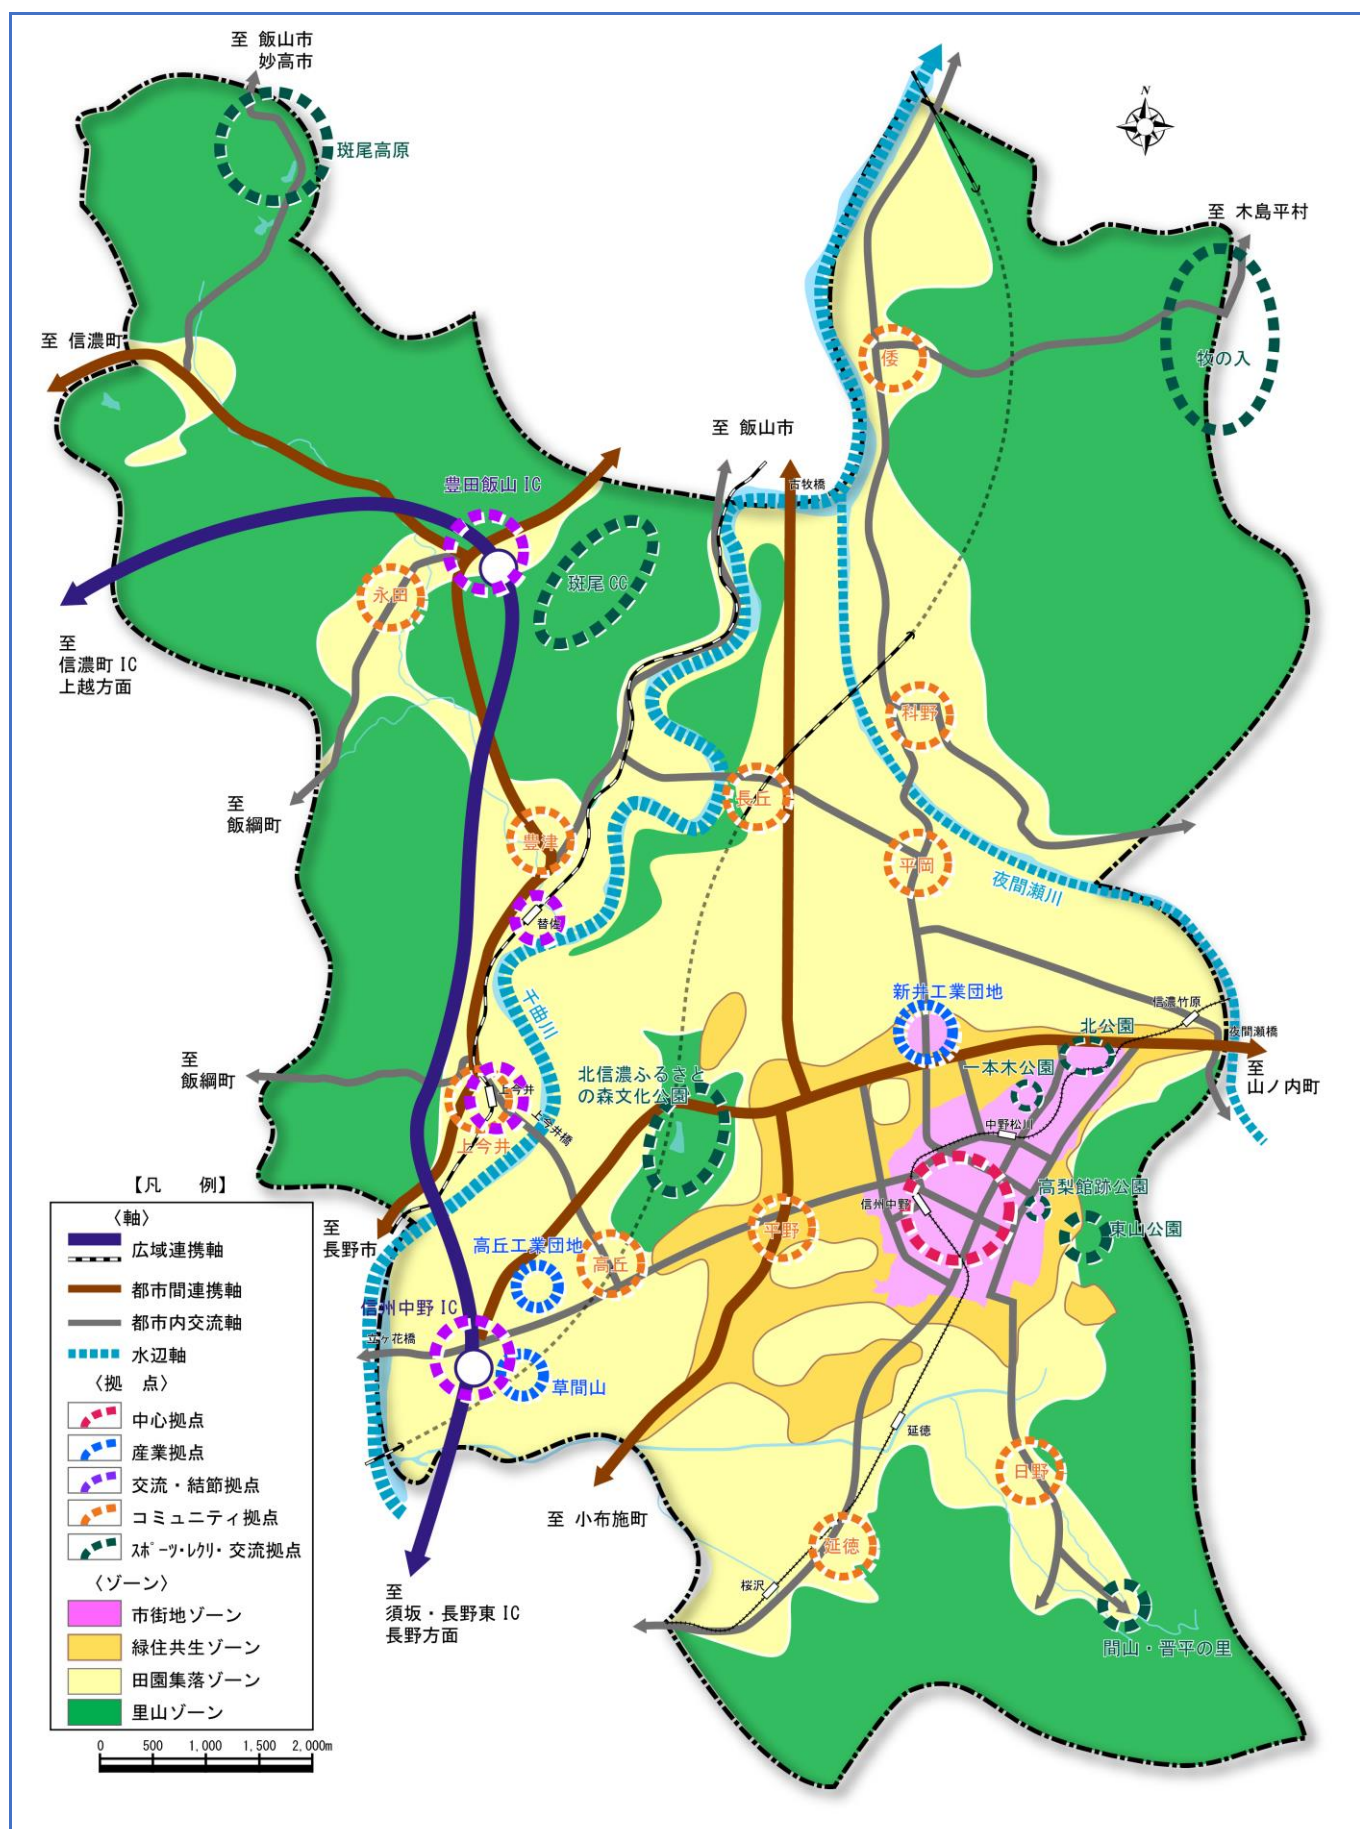 至 飯山市
妙高市
N
斑尾高原
至 木島平村
至 信濃町
倭
牧の入
至 飯山市
豊田飯山 IC
古牧橋
斑尾 CC
永田
至
信濃町 IC
上越方面
科野
至
飯綱町
長丘
豊津
平岡
夜間瀬川
替佐
千曲川
新井工業団地
信濃竹原
北公園
夜間瀬橋
一本木公園
至
山ノ内町
至
飯綱町
北信濃ふるさと
の森文化公園
上今井
上今井橋
中野松川
上今井
高梨館跡公園
信州中野
東山公園
平野
至
長野市
高丘工業団地
高丘
信州中野 IC
立ヶ花橋
草間山
延徳
日野
至 小布施町
延徳
桜沢
至
須坂・長野東 IC
長野方面
間山・晋平の里
【凡 例】
〈軸〉
広域連携軸
都市間連携軸
都市内交流軸
水辺軸
〈拠 点〉
中心拠点
産業拠点
交流・結節拠点
コミュニティ拠点
ｽﾎﾟｰﾂ・ﾚｸﾘ・交流拠点
〈ゾーン〉
市街地ゾーン
緑住共生ゾーン
田園集落ゾーン
里山ゾーン
0 500 1,000 1,500 2,000m